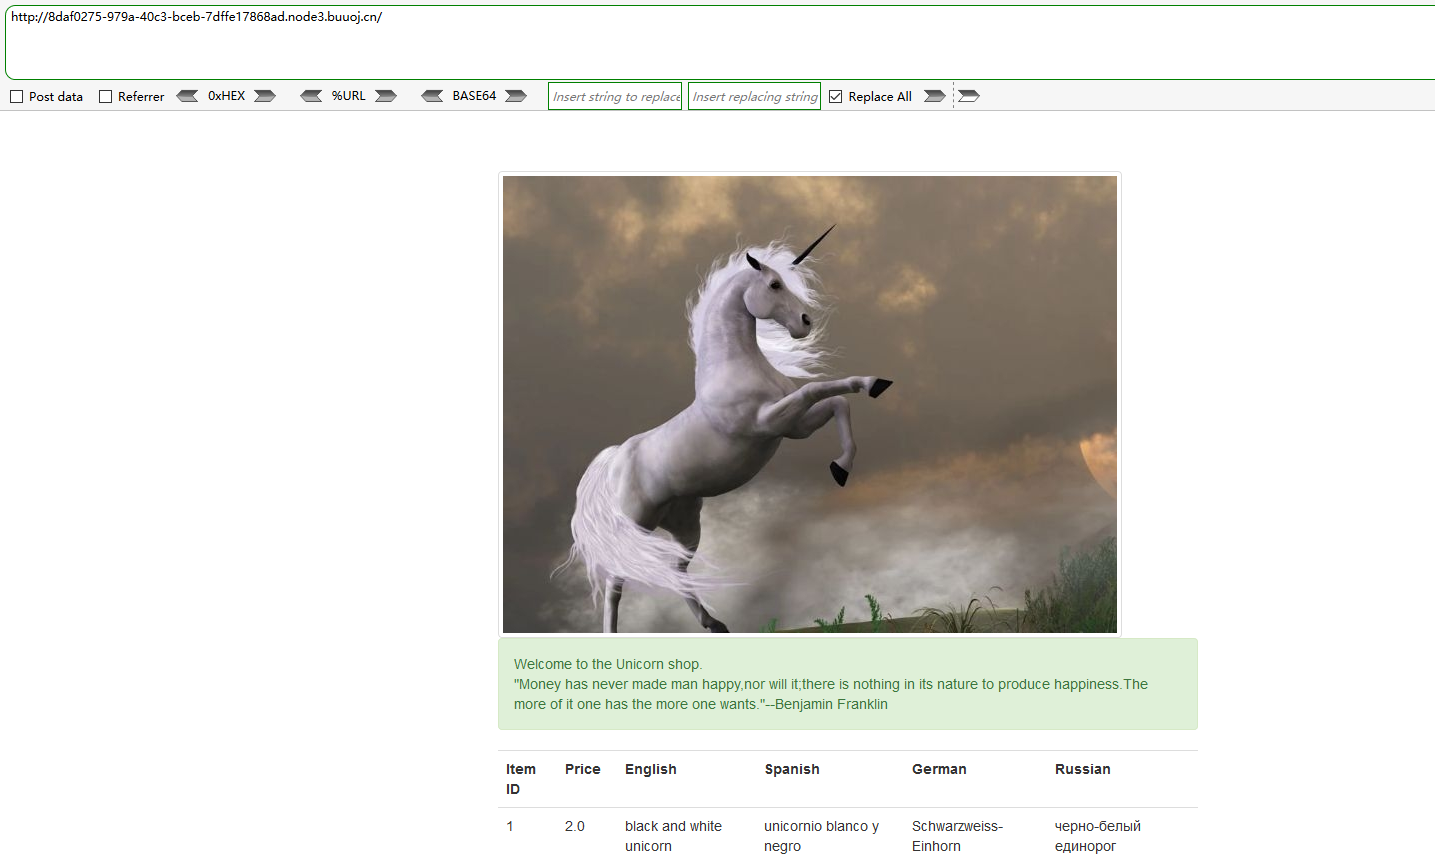 http://8daf0275-979a-40c3-bceb-7dffe17868ad.node3.buuoj.cn/
Post data Referrer 0xHEX %URL BASE64 Insert string to replace Insert replacing string Replace All
Welcome to the Unicorn shop.
"Money has never made man happy,nor will it;there is nothing in its nature to produce happiness.The
more of it one has the more one wants."--Benjamin Franklin
Item ID Price English Spanish German Russian
1 2.0 black and white unicorn unicornio blanco y negro Schwarzweiss-Einhorn черно-белый единорог